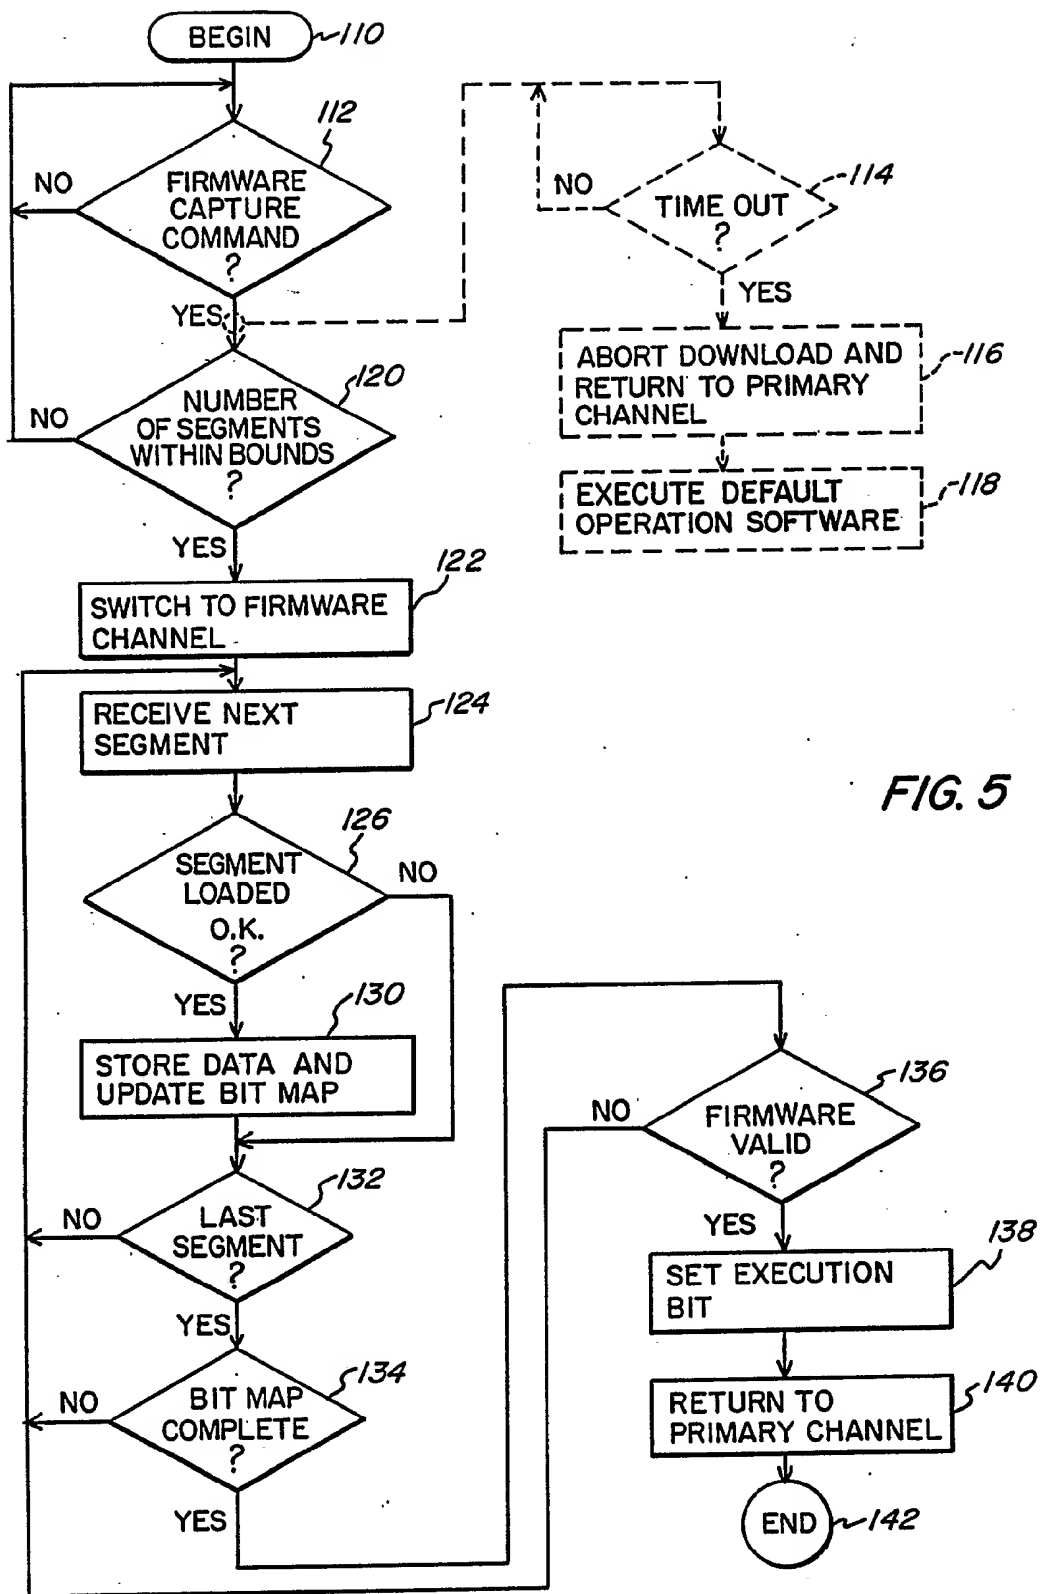 BEGIN
110
112
FIRMWARE
CAPTURE
COMMAND
?
NO
YES
TIME OUT
?
114
NO
YES
ABORT DOWNLOAD AND
RETURN TO PRIMARY
CHANNEL
116
EXECUTE DEFAULT
OPERATION SOFTWARE
118
120
NUMBER
OF SEGMENTS
WITHIN BOUNDS
?
NO
YES
122
SWITCH TO FIRMWARE
CHANNEL
RECEIVE NEXT
SEGMENT
124
FIG. 5
126
SEGMENT
LOADED
O.K.
?
NO
YES
130
STORE DATA AND
UPDATE BIT MAP
132
LAST
SEGMENT
?
NO
YES
134
BIT MAP
COMPLETE
?
NO
YES
136
FIRMWARE
VALID
?
NO
YES
138
SET EXECUTION
BIT
RETURN TO
PRIMARY CHANNEL
140
END
142